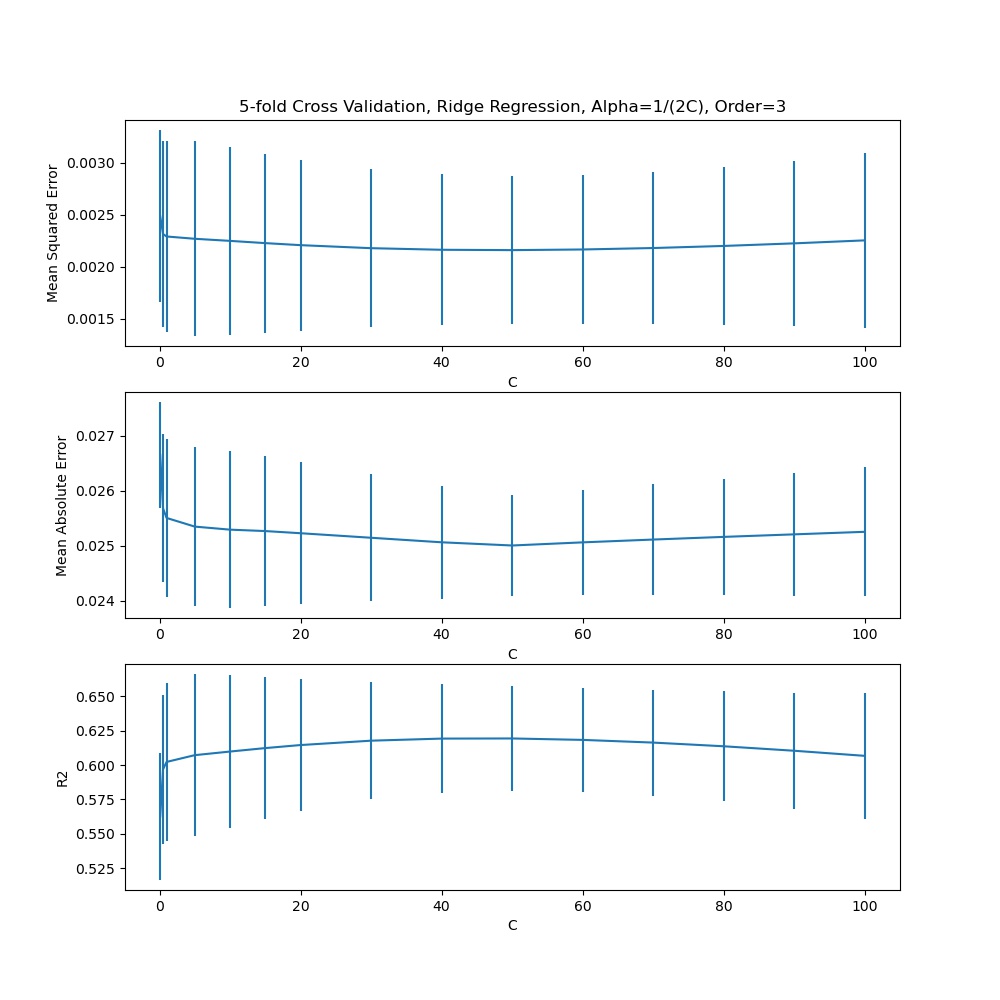 5-fold Cross Validation, Ridge Regression, Alpha=1/(2C), Order=3
Mean Squared Error
0.0030
0.0025
0.0020
0.0015
0 20 40 60 80 100
C
Mean Absolute Error
0.027
0.026
0.025
0.024
0 20 40 60 80 100
C
R2
0.650
0.625
0.600
0.575
0.550
0.525
0 20 40 60 80 100
C